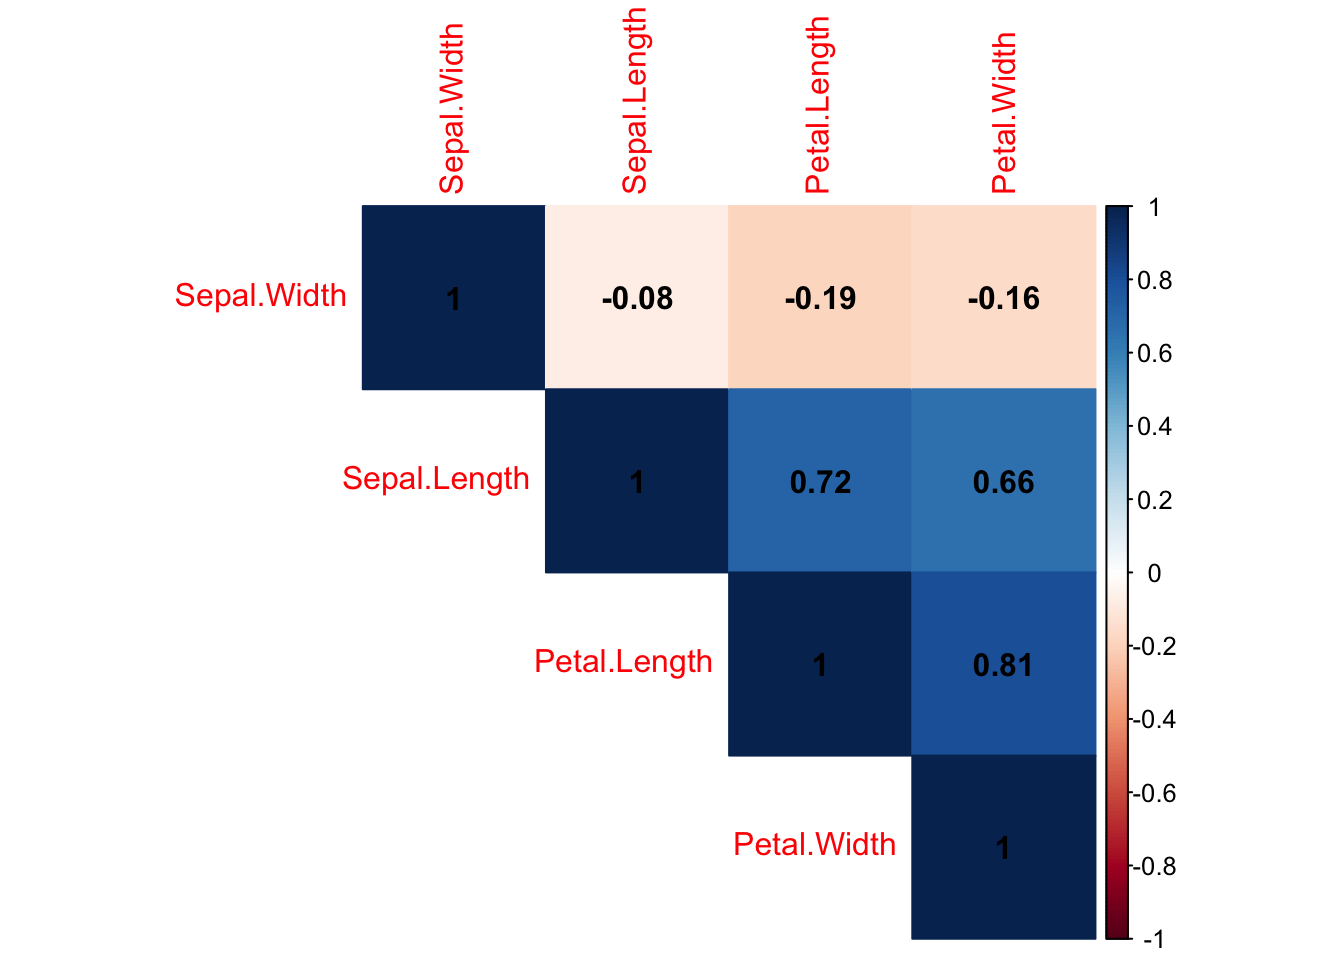 Sepal.Width
Sepal.Length
Petal.Length
Petal.Width
Sepal.Width 1 -0.08 -0.19 -0.16
Sepal.Length 1 0.72 0.66
Petal.Length 1 0.81
Petal.Width 1
1
0.8
0.6
0.4
0.2
0
-0.2
-0.4
-0.6
-0.8
-1